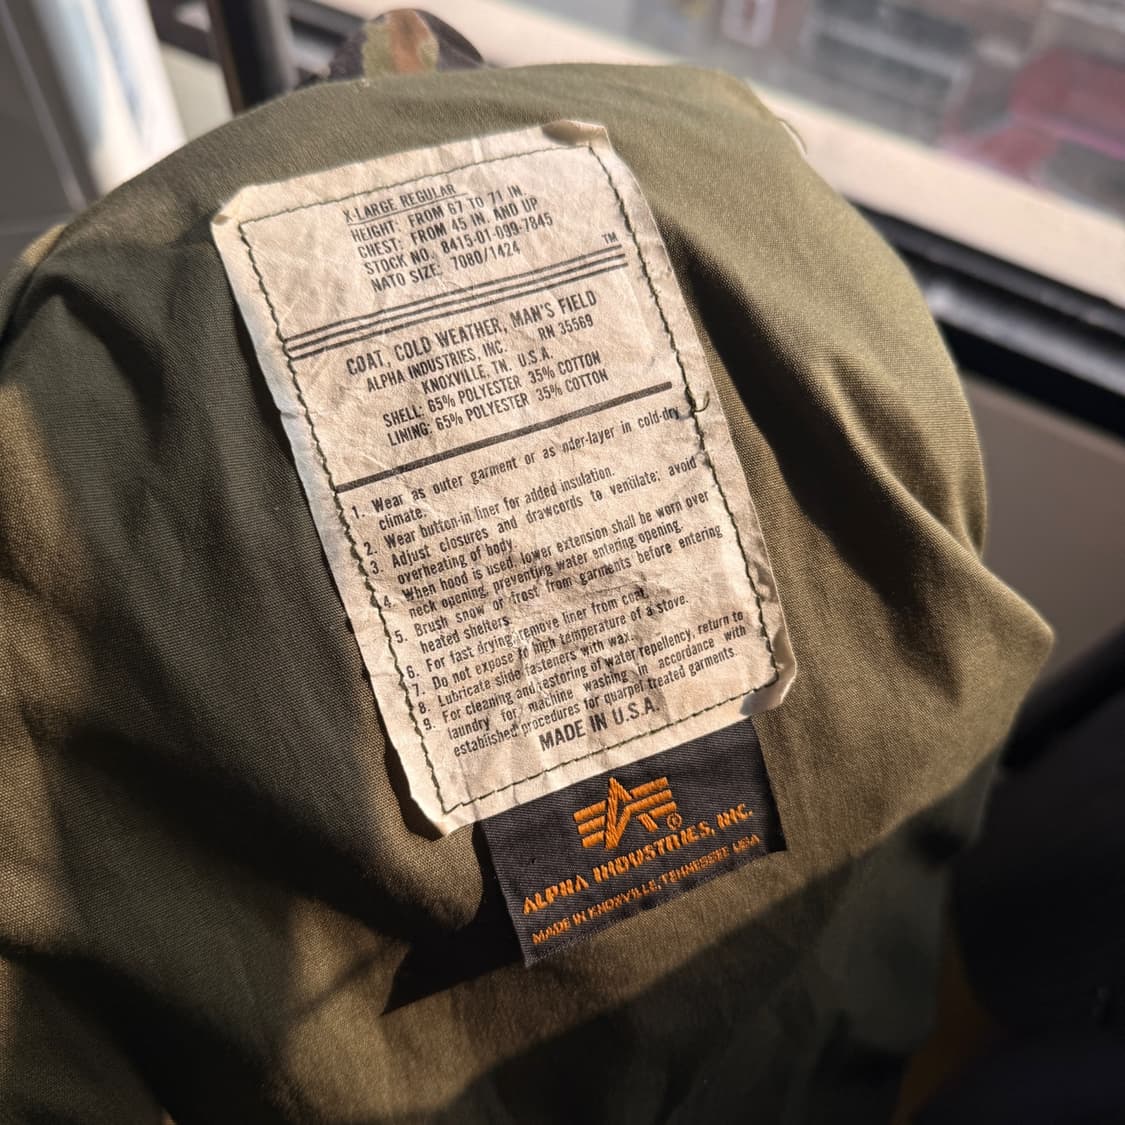 X-LARGE REGULAR
HEIGHT: FROM 67 TO 71 IN.
CHEST: FROM 45 IN. AND UP
STOCK NO. 8415-01-099-7845
NATO SIZE: 7080/1424
TM
COAT, COLD WEATHER, MAN'S FIELD
ALPHA INDUSTRIES, INC. RN 35569
KNOXVILLE, TN. U.S.A.
SHELL: 65% POLYESTER 35% COTTON
LINING: 65% POLYESTER 35% COTTON
1. Wear as outer garment or as nder-layer in cold-dry
climate.
2. Wear button-in liner for added insulation.
3. Adjust closures and drawcords to ventilate; avoid
overheating of body.
4. When hood is used, lower extension shall be worn over
neck opening, preventing water entering opening.
5. Brush snow or frost from garments before entering
heated shelters.
6. For fast drying, remove liner from coat.
7. Do not expose to high temperature of a stove.
8. Lubricate slide fasteners with wax.
9. For cleaning and restoring of water repellency, return to
laundry for machine washing in accordance with
established procedures for quarpel treated garments.
MADE IN U.S.A.
A ®
ALPHA INDUSTRIES, INC.
MADE IN KNOXVILLE, TENNESSEE USA